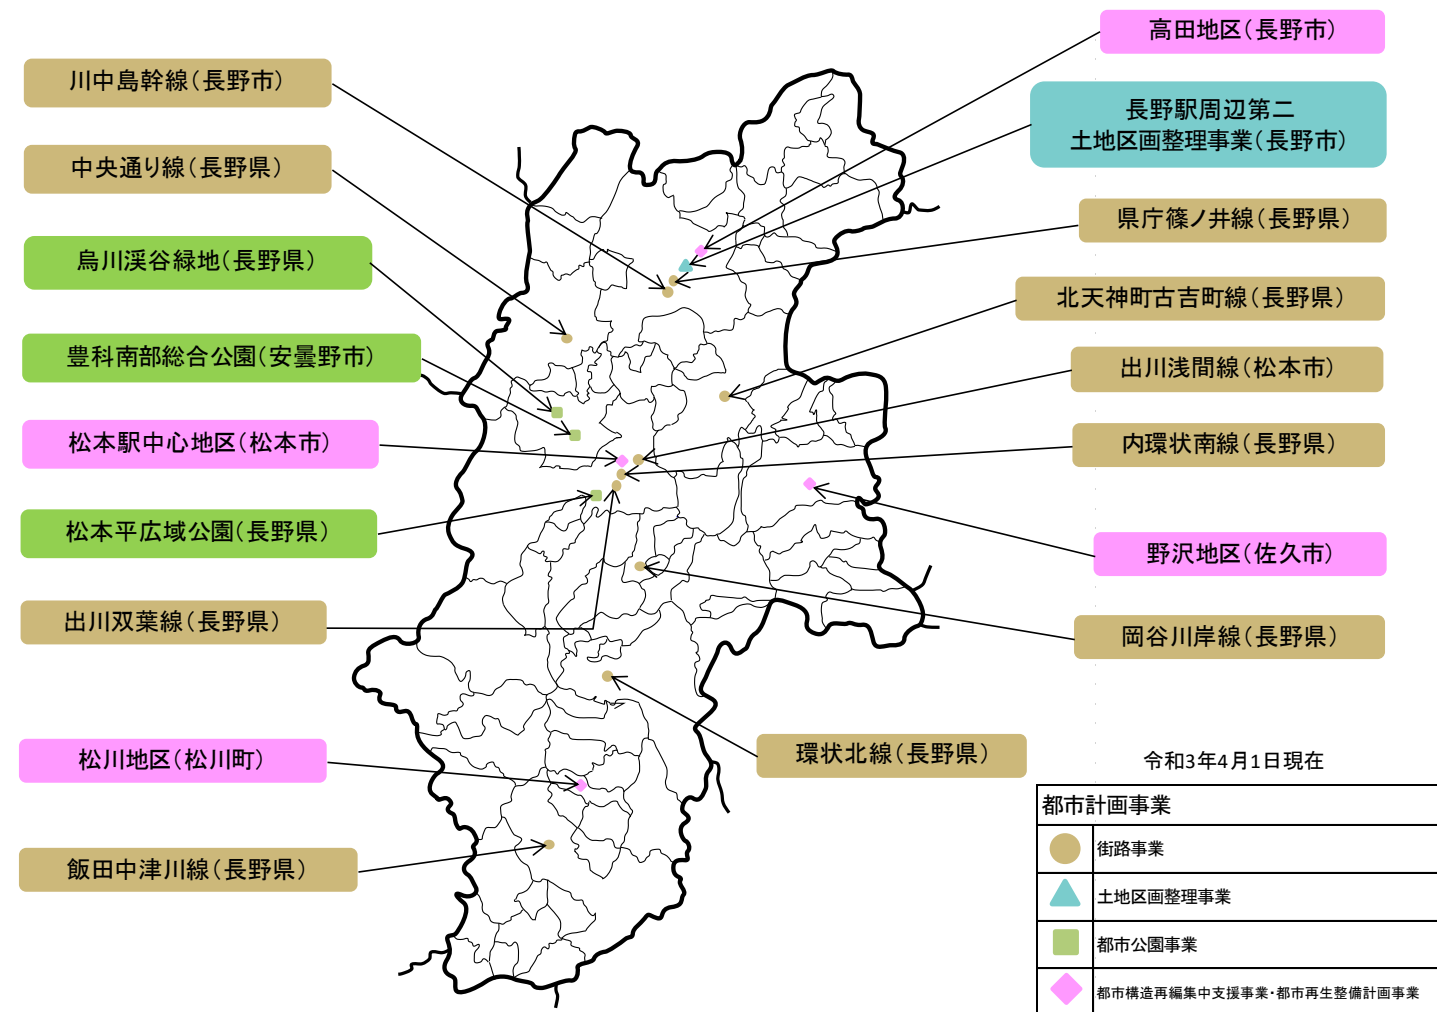 川中島幹線(長野市)
中央通り線(長野県)
烏川渓谷緑地(長野県)
豊科南部総合公園(安曇野市)
松本駅中心地区(松本市)
松本平広域公園(長野県)
出川双葉線(長野県)
松川地区(松川町)
飯田中津川線(長野県)
高田地区(長野市)
長野駅周辺第二
土地区画整理事業(長野市)
県庁篠ノ井線(長野県)
北天神町古吉町線(長野県)
出川浅間線(松本市)
内環状南線(長野県)
野沢地区(佐久市)
岡谷川岸線(長野県)
環状北線(長野県)
令和3年4月1日現在
都市計画事業
街路事業
土地区画整理事業
都市公園事業
都市構造再編集中支援事業・都市再生整備計画事業